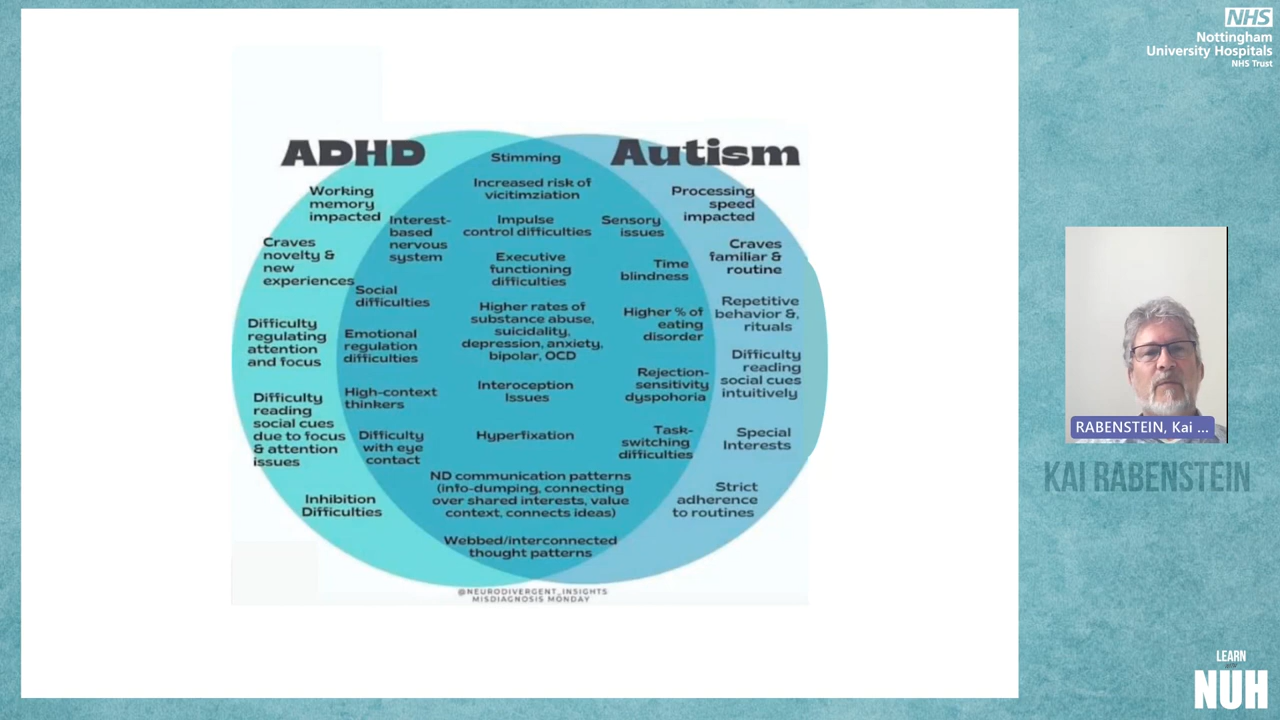 ADHD
Autism
Working
memory
impacted
Craves
novelty &
new
experiences
Difficulty
regulating
attention
and focus
Difficulty
reading
social cues
due to focus
& attention
issues
Inhibition
Difficulties
Interest-
based
nervous
system
Social
difficulties
Emotional
regulation
difficulties
High-context
thinkers
Difficulty
with eye
contact
Stimming
Increased risk of
vicitimziation
Impulse
control difficulties
Executive
functioning
difficulties
Higher rates of
substance abuse,
suicidality,
depression, anxiety,
bipolar, OCD
Interoception
Issues
Hyperfixation
ND communication patterns
(info-dumping, connecting
over shared interests, value
context, connects ideas)
Webbed/interconnected
thought patterns
Sensory
issues
Time
blindness
Higher % of
eating
disorder
Rejection-
sensitivity
dysphoria
Task-
switching
difficulties
Processing
speed
impacted
Craves
familiar &
routine
Repetitive
behavior &,
rituals
Difficulty
reading
social cues
intuitively
Special
Interests
Strict
adherence
to routines
@NEURODIVERGENT_INSIGHTS
MISDIAGNOSIS MONDAY
NHS
Nottingham
University Hospitals
NHS Trust
RABENSTEIN, Kai ...
KAI RABENSTEIN
LEARN
NUH